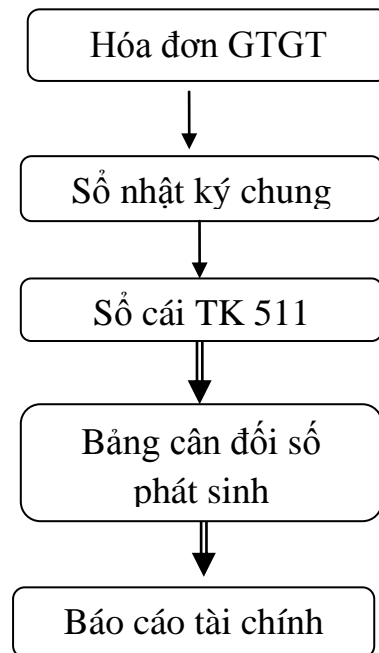 Hóa đơn GTGT
Sổ nhật ký chung
Sổ cái TK 511
Bảng cân đối số
phát sinh
Báo cáo tài chính